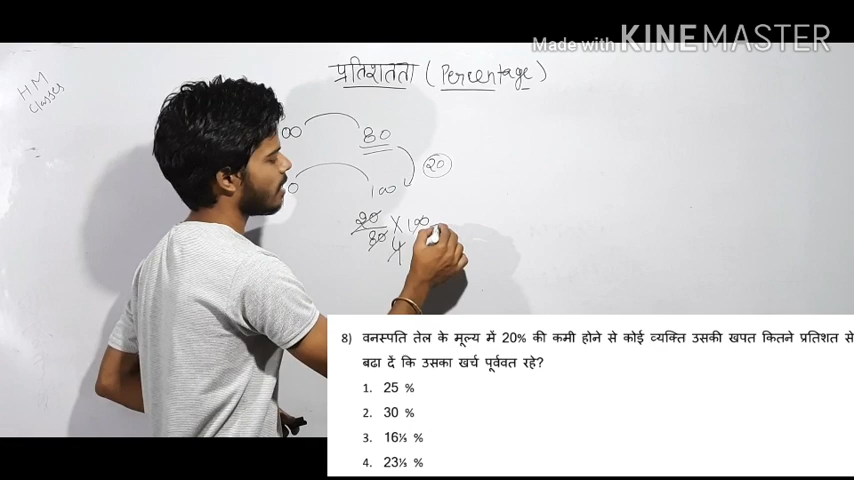 Made with KINEMASTER
प्रतिशतता ( Percentage )
HM
Classes
00 80
20
0 100
20
80 X 100
4
8) वनस्पति तेल के मूल्य में 20% की कमी होने से कोई व्यक्ति उसकी खपत कितने प्रतिशत से
बढा दें कि उसका खर्च पूर्ववत रहे?
1. 25 %
2. 30 %
3. 16⅓ %
4. 23⅓ %